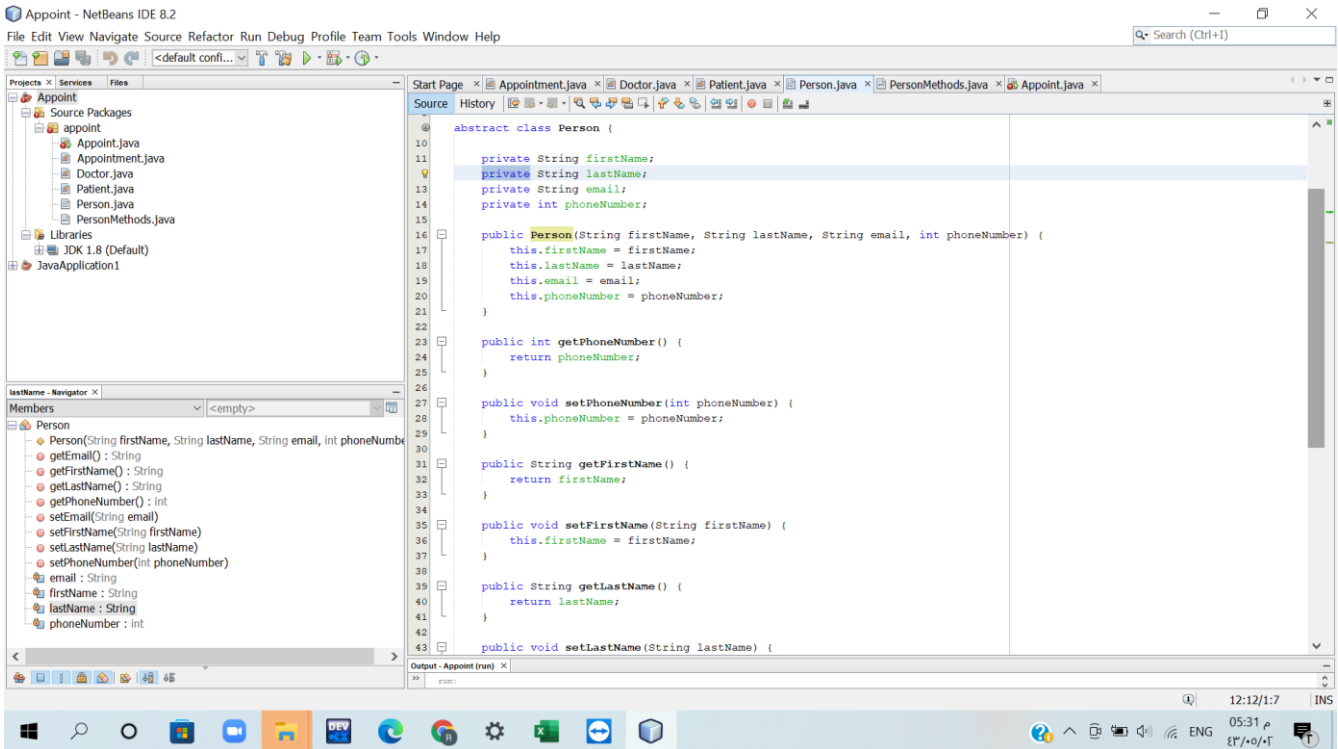 Appoint - NetBeans IDE 8.2
File Edit View Navigate Source Refactor Run Debug Profile Team Tools Window Help
Search (Ctrl+I)
<default confi...
Projects Services Files
Appoint
Source Packages
appoint
Appoint.java
Appointment.java
Doctor.java
Patient.java
Person.java
PersonMethods.java
Libraries
JDK 1.8 (Default)
JavaApplication1
lastName - Navigator
Members <empty>
Person
Person(String firstName, String lastName, String email, int phoneNumbe
getEmail() : String
getFirstName() : String
getLastName() : String
getPhoneNumber() : int
setEmail(String email)
setFirstName(String firstName)
setLastName(String lastName)
setPhoneNumber(int phoneNumber)
email : String
firstName : String
lastName : String
phoneNumber : int
Start Page Appointment.java Doctor.java Patient.java Person.java PersonMethods.java Appoint.java
Source History
abstract class Person {
10
11 private String firstName;
private String lastName;
13 private String email;
14 private int phoneNumber;
15
16 public Person(String firstName, String lastName, String email, int phoneNumber) {
17 this.firstName = firstName;
18 this.lastName = lastName;
19 this.email = email;
20 this.phoneNumber = phoneNumber;
21 }
22
23 public int getPhoneNumber() {
24 return phoneNumber;
25 }
26
27 public void setPhoneNumber(int phoneNumber) {
28 this.phoneNumber = phoneNumber;
29 }
30
31 public String getFirstName() {
32 return firstName;
33 }
34
35 public void setFirstName(String firstName) {
36 this.firstName = firstName;
37 }
38
39 public String getLastName() {
40 return lastName;
41 }
42
43 public void setLastName(String lastName) {
Output - Appoint (run)
run:
12:12/1:7 INS
DEV
ENG
05:31 م
٤٣/٠٥/٠٢